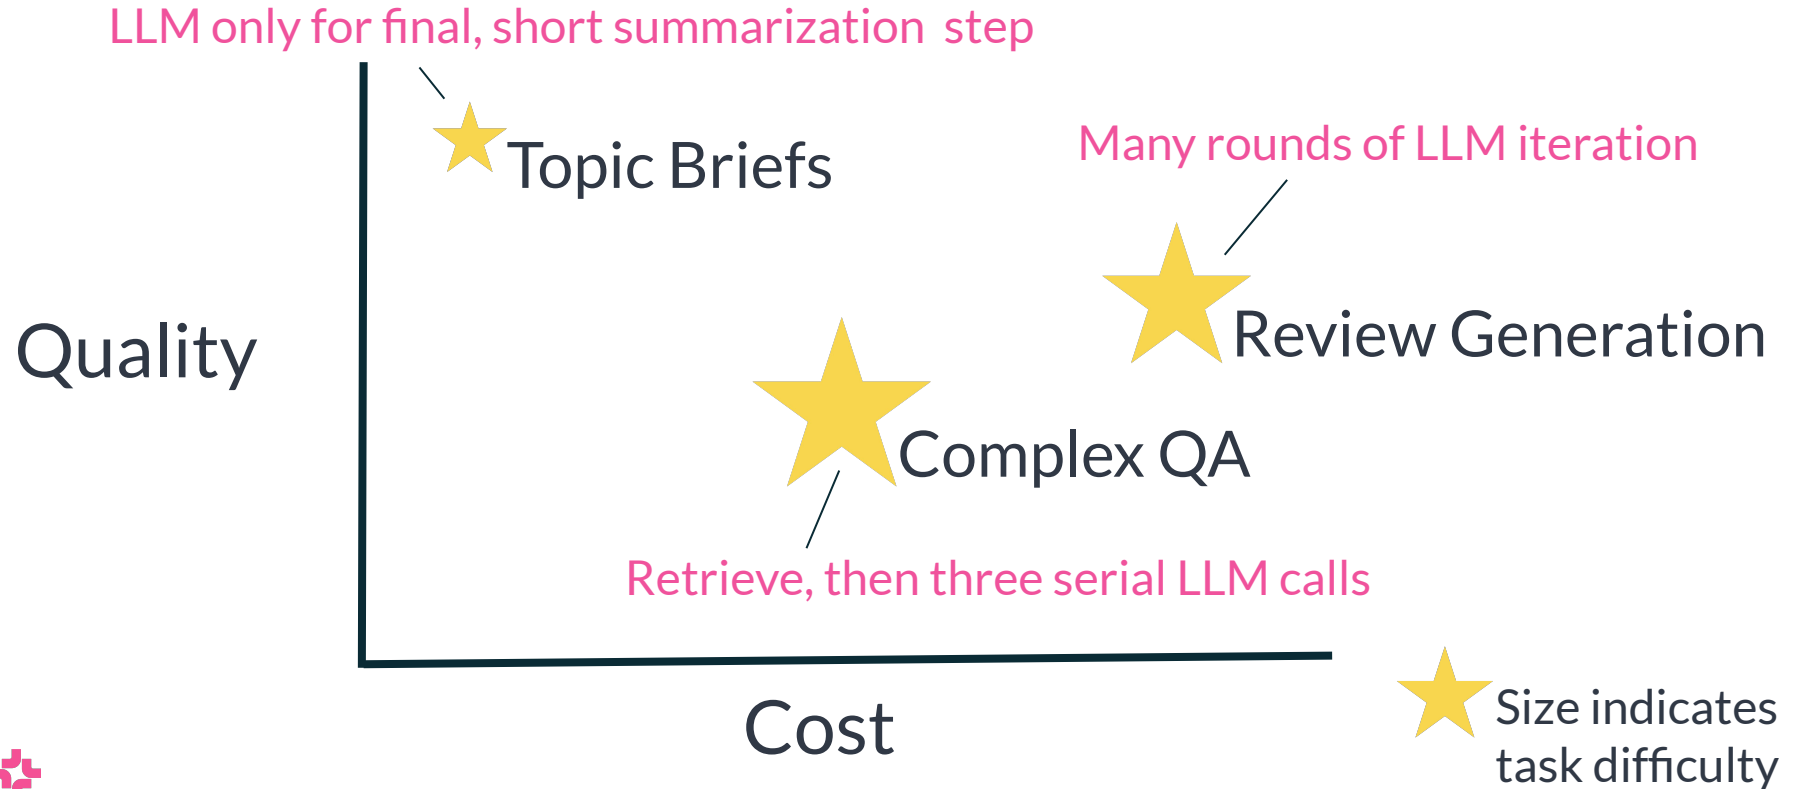 LLM only for final, short summarization step
Topic Briefs
Many rounds of LLM iteration
Quality
Review Generation
Complex QA
Retrieve, then three serial LLM calls
Cost
Size indicates
task difficulty